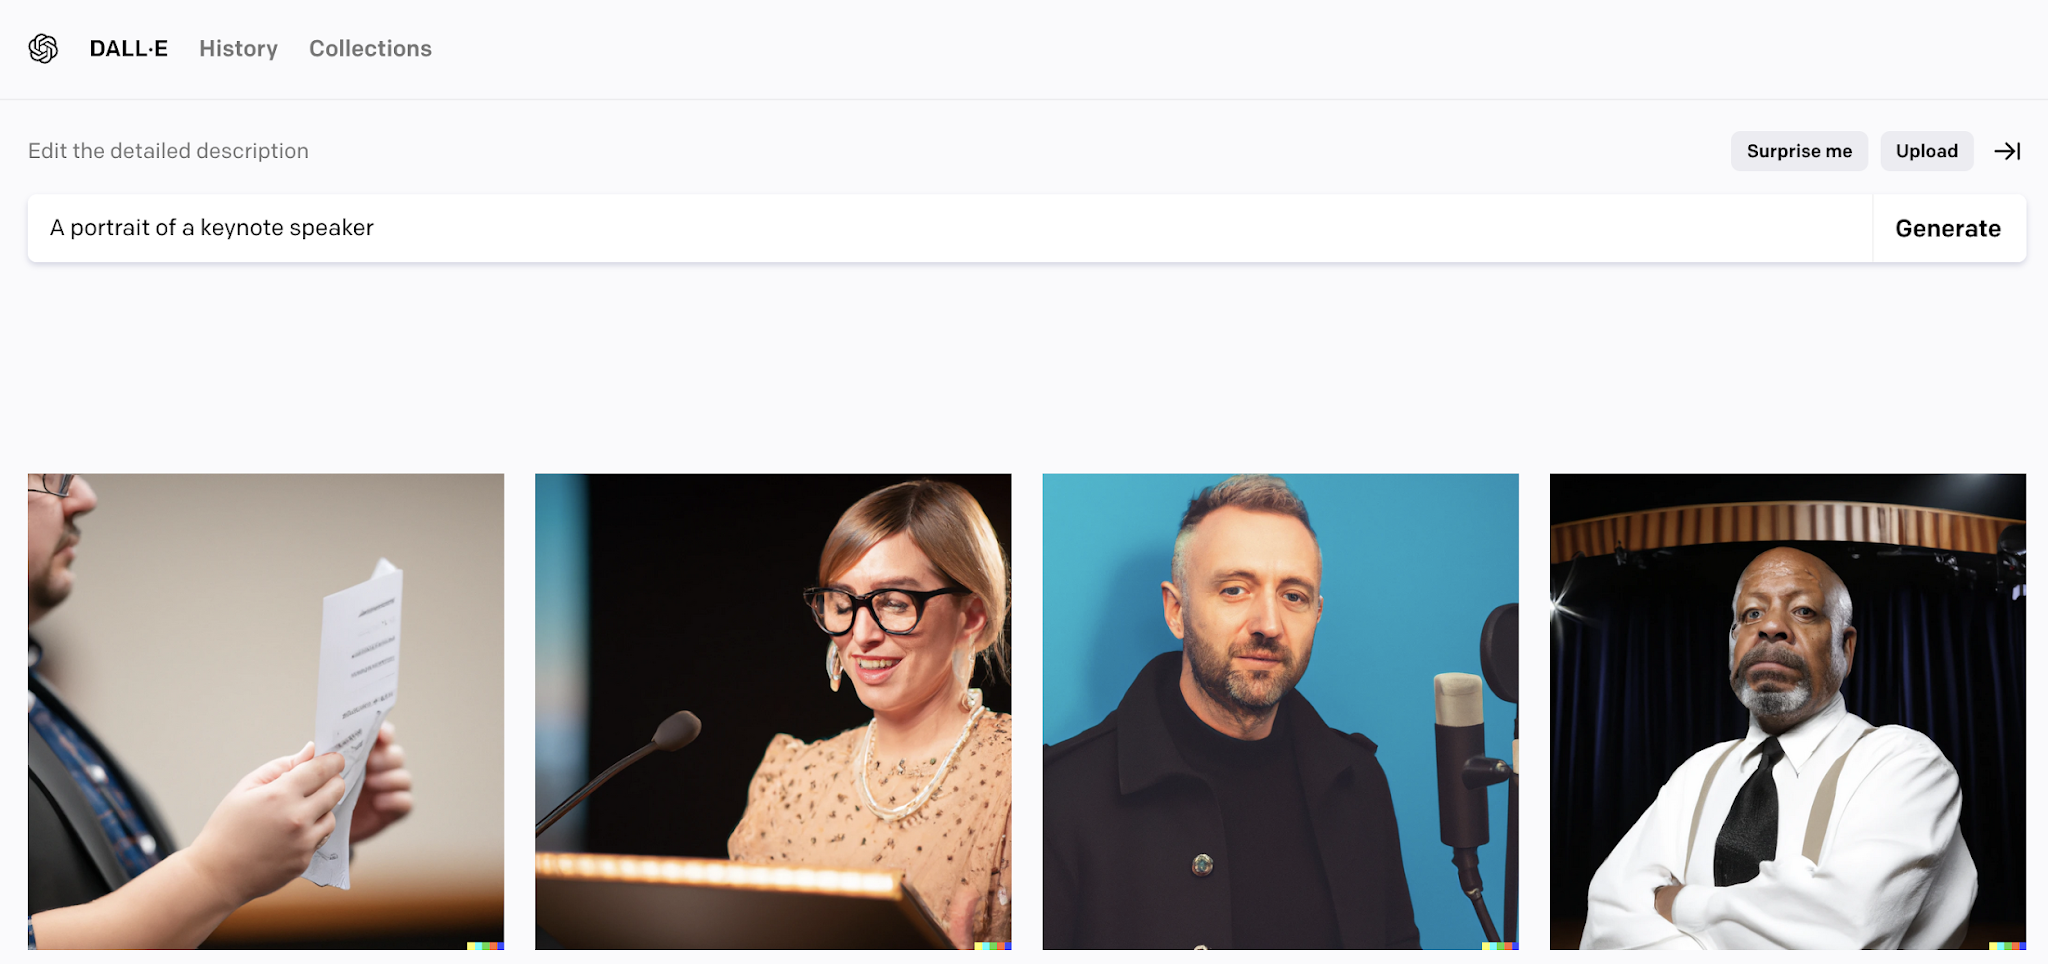 DALL·E History Collections
Edit the detailed description
Surprise me Upload
A portrait of a keynote speaker
Generate